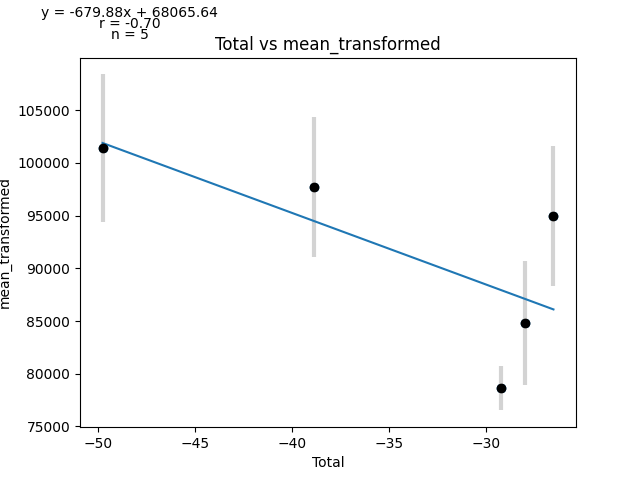 y = -679.88x + 68065.64
r = -0.70
n = 5
Total vs mean_transformed
mean_transformed
105000
100000
95000
90000
85000
80000
75000
−50
−45
−40
−35
−30
Total